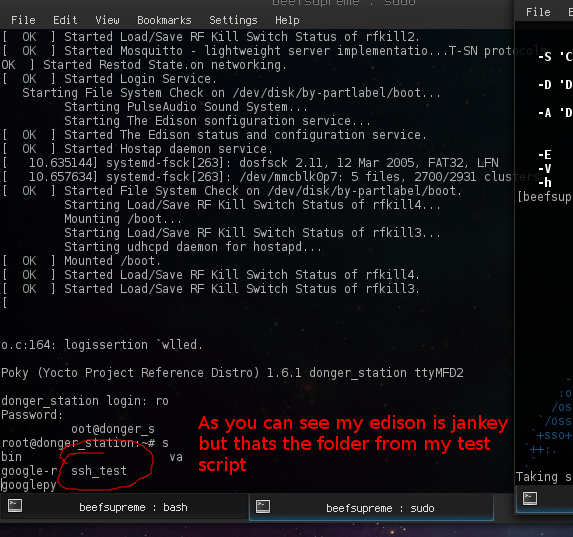 beefsupreme : sudo
File Edit View Bookmarks Settings Help
[ OK ] Started Load/Save RF Kill Switch Status of rfkill2.
[ OK ] Started Mosquitto - lightweight server implementatio...T-SN protocols
OK ] Started Restod State.on networking.
[ OK ] Started Login Service.
Starting File System Check on /dev/disk/by-partlabel/boot...
Starting PulseAudio Sound System...
Starting The Edison sonfiguration service...
[ OK ] Started The Edison status and configuration service.
[ OK ] Started Hostap daemon service.
[ 10.635144] systemd-fsck[263]: dosfsck 2.11, 12 Mar 2005, FAT32, LFN
[ 10.657634] systemd-fsck[263]: /dev/mmcblk0p7: 5 files, 2700/2931 clusters
[ OK ] Started File System Check on /dev/disk/by-partlabel/boot.
Starting Load/Save RF Kill Switch Status of rfkill4...
Mounting /boot...
Starting Load/Save RF Kill Switch Status of rfkill3...
Starting udhcpd daemon for hostapd...
[ OK ] Mounted /boot.
[ OK ] Started Load/Save RF Kill Switch Status of rfkill4.
[ OK ] Started Load/Save RF Kill Switch Status of rfkill3.
[
o.c:164: logissertion `wlled.
Poky (Yocto Project Reference Distro) 1.6.1 donger_station ttyMFD2
donger_station login: ro
Password:
oot@donger_s
root@donger_station:~# s
bin va
google-r ssh_test
googlepy
As you can see my edison is jankey
but thats the folder from my test
script
beefsupreme : bash
beefsupreme : sudo
File Ed
-S 'C
-D 'D
-A 'D
-E
-V
-h
[beefsupre
-
:o
/os
`/oss
`+sso+
`++:.
Taking s